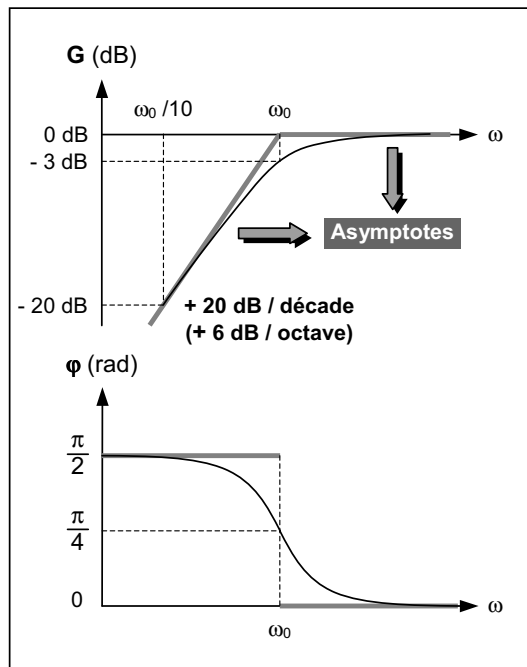 G (dB)
ω₀ /10 ω₀
0 dB ω
- 3 dB
Asymptotes
- 20 dB
+ 20 dB / décade
(+ 6 dB / octave)
φ (rad)
π/2
π/4
0 ω
ω₀